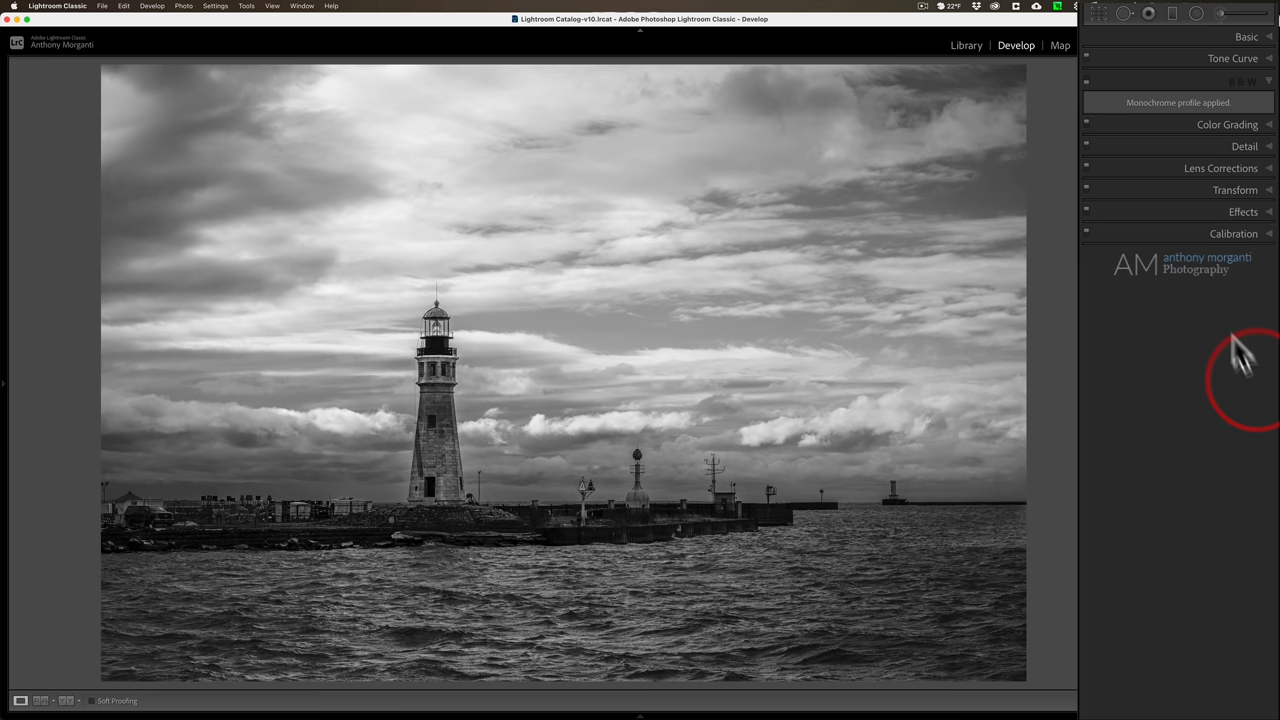 Lightroom Classic File Edit Develop Photo Settings Tools View Window Help 22°F
Lightroom Catalog-v10.lrcat - Adobe Photoshop Lightroom Classic - Develop
LrC
Adobe Lightroom Classic
Anthony Morganti
Library | Develop | Map
Basic
Tone Curve
B & W
Monochrome profile applied.
Color Grading
Detail
Lens Corrections
Transform
Effects
Calibration
AM anthony morganti
Photography
Soft Proofing